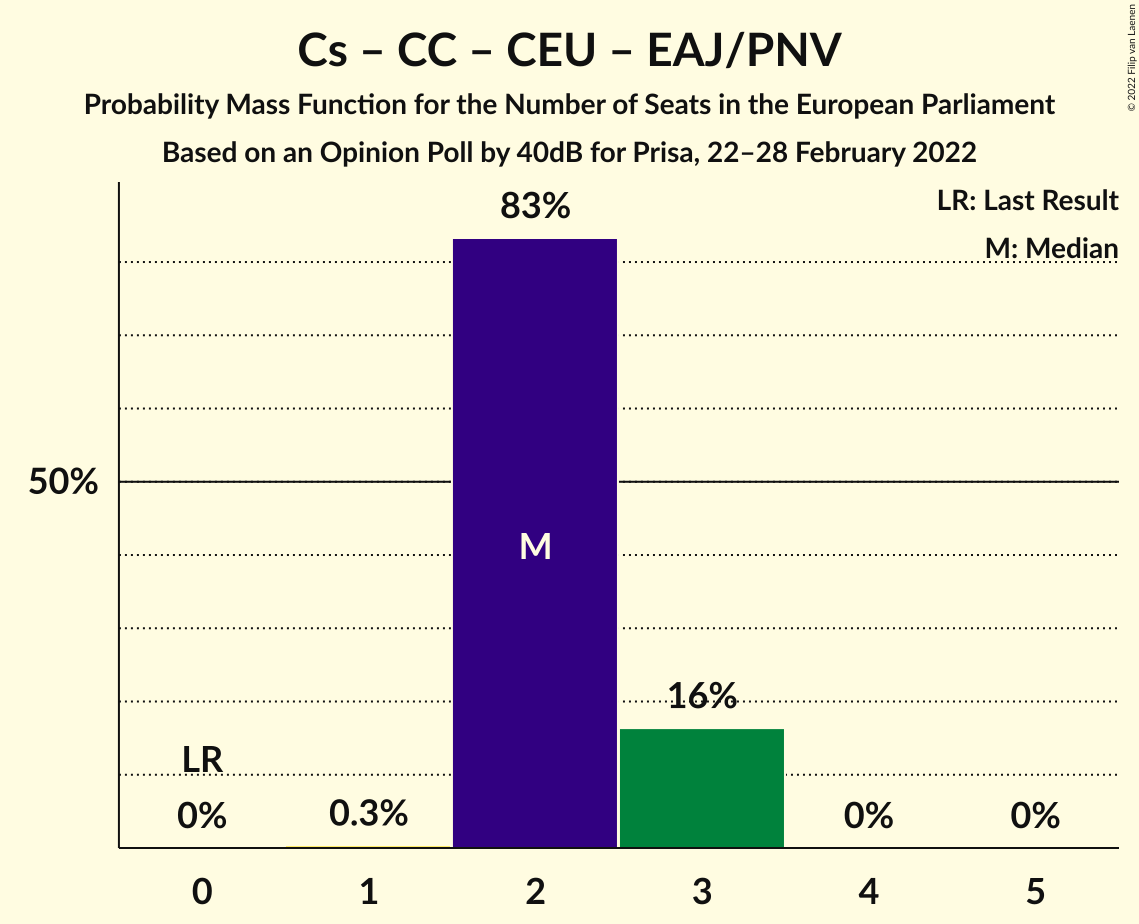 Cs – CC – CEU – EAJ/PNV
Probability Mass Function for the Number of Seats in the European Parliament
Based on an Opinion Poll by 40dB for Prisa, 22–28 February 2022
© 2022 Filip van Laenen
LR: Last Result
M: Median
83%
50%
M
16%
LR
0%
0.3%
0%
0%
0
1
2
3
4
5